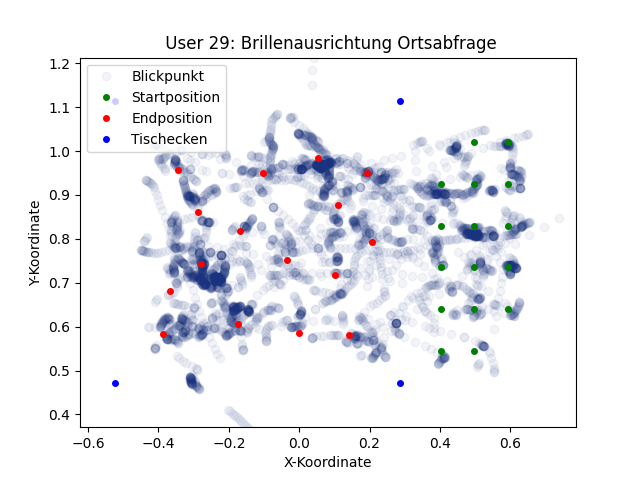 User 29: Brillenausrichtung Ortsabfrage
Blickpunkt
Startposition
Endposition
Tischecken
Y-Koordinate
1.2
1.1
1.0
0.9
0.8
0.7
0.6
0.5
0.4
−0.6
−0.4
−0.2
0.0
0.2
0.4
0.6
X-Koordinate